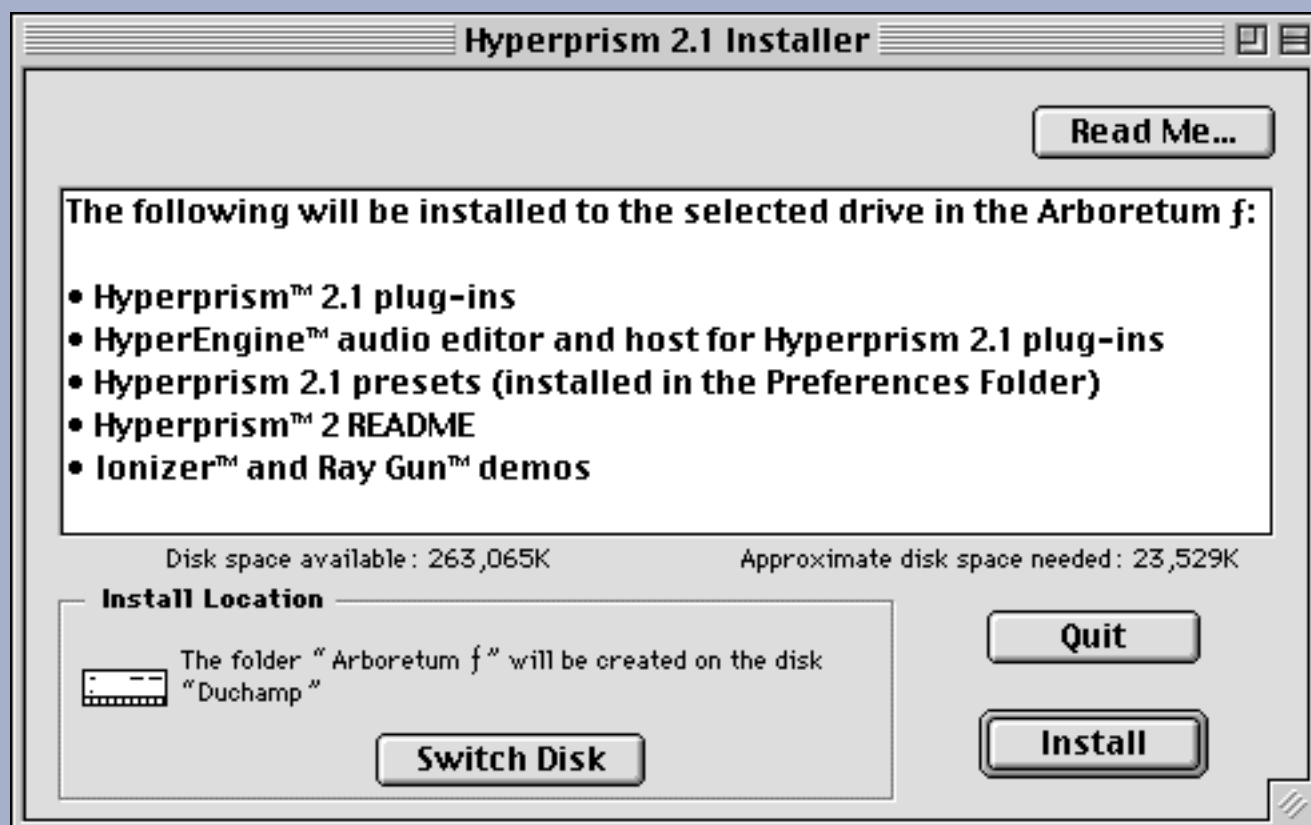 Hyperprism 2.1 Installer
Read Me...
The following will be installed to the selected drive in the Arboretum ƒ:
• Hyperprism™ 2.1 plug-ins
• HyperEngine™ audio editor and host for Hyperprism 2.1 plug-ins
• Hyperprism 2.1 presets (installed in the Preferences Folder)
• Hyperprism™ 2 README
• Ionizer™ and Ray Gun™ demos
Disk space available: 263,065K
Approximate disk space needed: 23,529K
Install Location
The folder “Arboretum ƒ” will be created on the disk
“Duchamp”
Switch Disk
Quit
Install